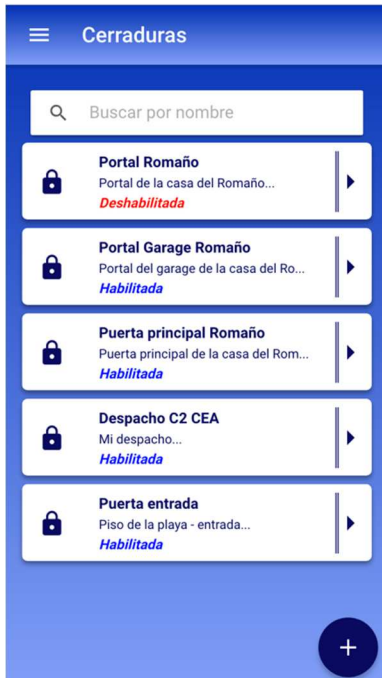 Cerraduras
Buscar por nombre
Portal Romaño
Portal de la casa del Romaño...
Deshabilitada
Portal Garage Romaño
Portal del garage de la casa del Ro...
Habilitada
Puerta principal Romaño
Puerta principal de la casa del Rom...
Habilitada
Despacho C2 CEA
Mi despacho...
Habilitada
Puerta entrada
Piso de la playa - entrada...
Habilitada